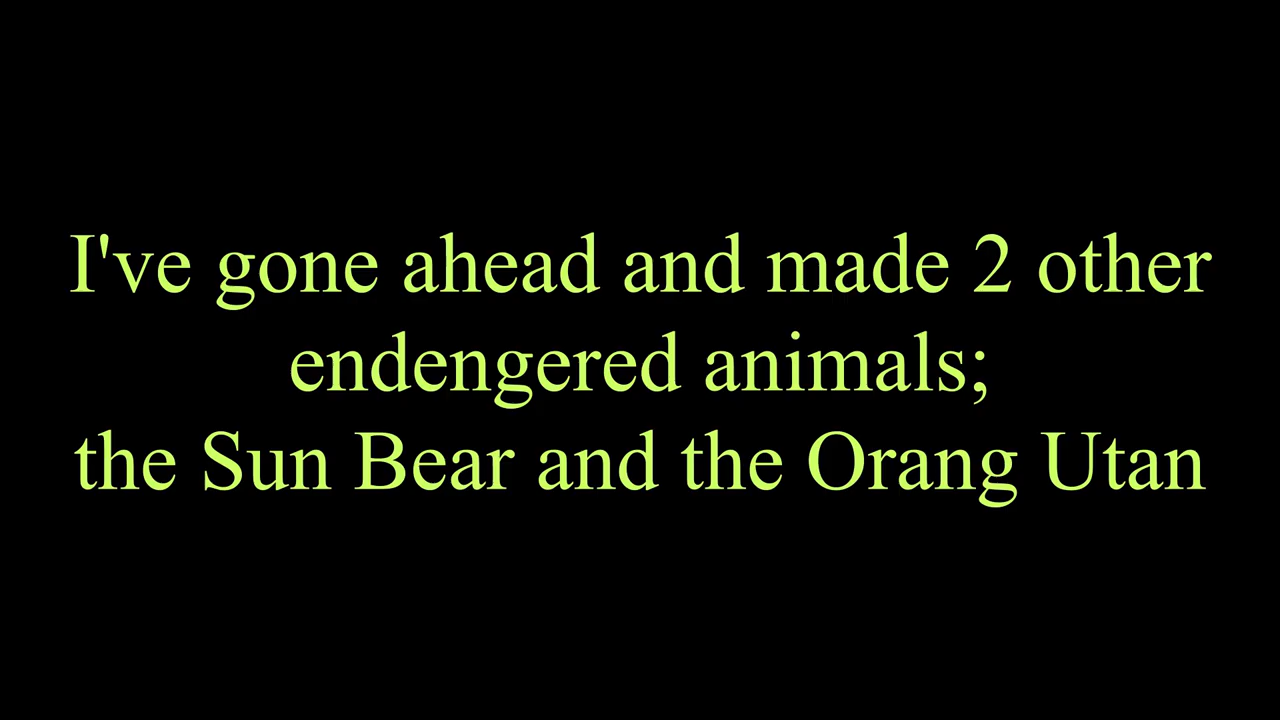 I've gone ahead and made 2 other
endengered animals;
the Sun Bear and the Orang Utan